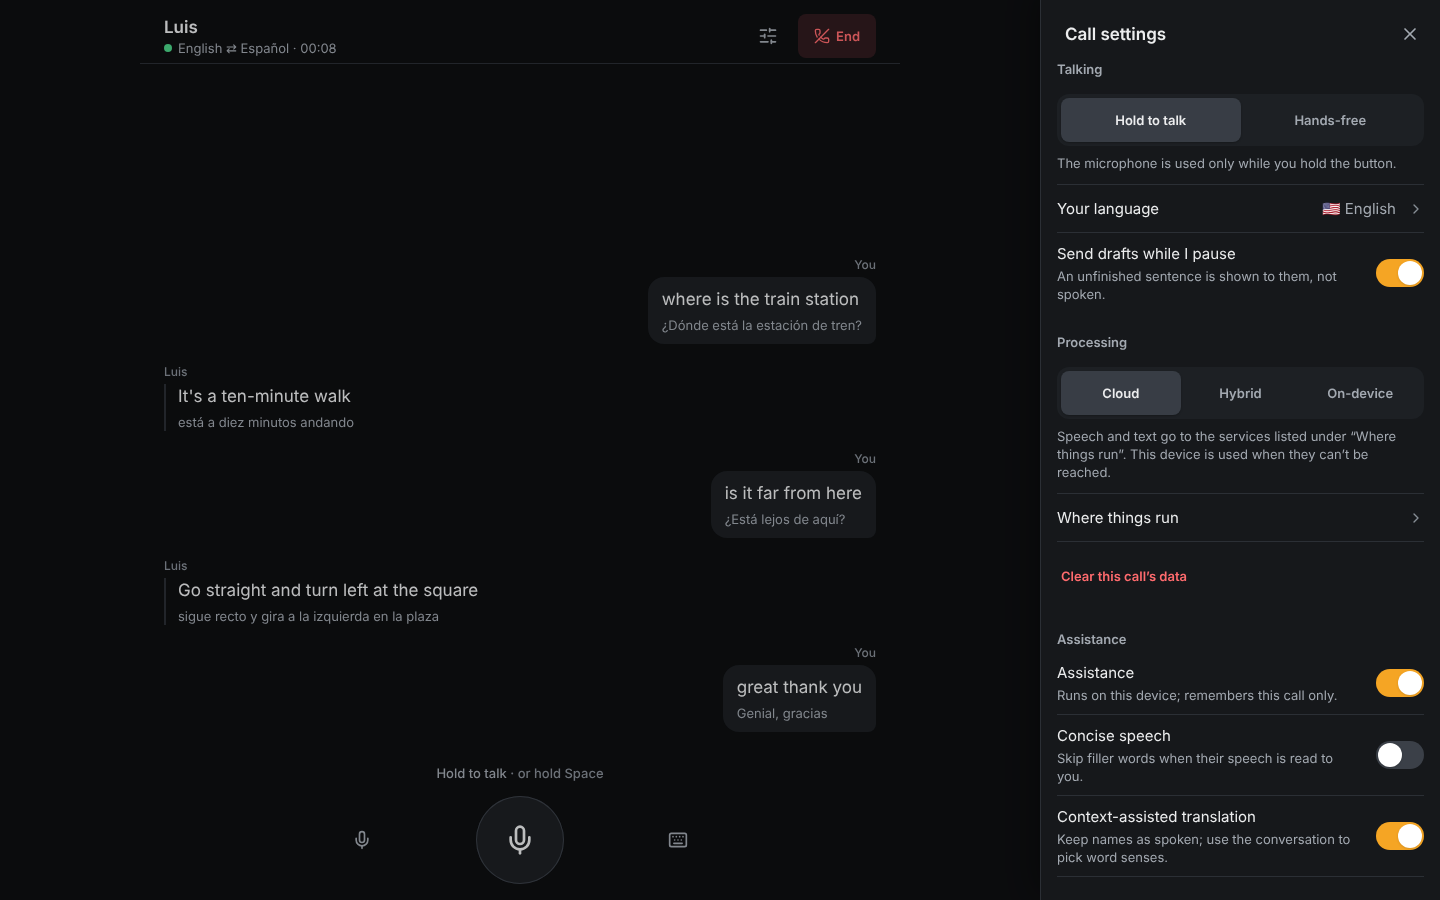 Luis
English ⇄ Español · 00:08
End
You
where is the train station
¿Dónde está la estación de tren?
Luis
It's a ten-minute walk
está a diez minutos andando
You
is it far from here
¿Está lejos de aquí?
Luis
Go straight and turn left at the square
sigue recto y gira a la izquierda en la plaza
You
great thank you
Genial, gracias
Hold to talk · or hold Space
Call settings
Talking
Hold to talk
Hands-free
The microphone is used only while you hold the button.
Your language
🇺🇸 English
Send drafts while I pause
An unfinished sentence is shown to them, not
spoken.
Processing
Cloud
Hybrid
On-device
Speech and text go to the services listed under “Where
things run”. This device is used when they can’t be
reached.
Where things run
Clear this call’s data
Assistance
Assistance
Runs on this device; remembers this call only.
Concise speech
Skip filler words when their speech is read to
you.
Context-assisted translation
Keep names as spoken; use the conversation to
pick word senses.